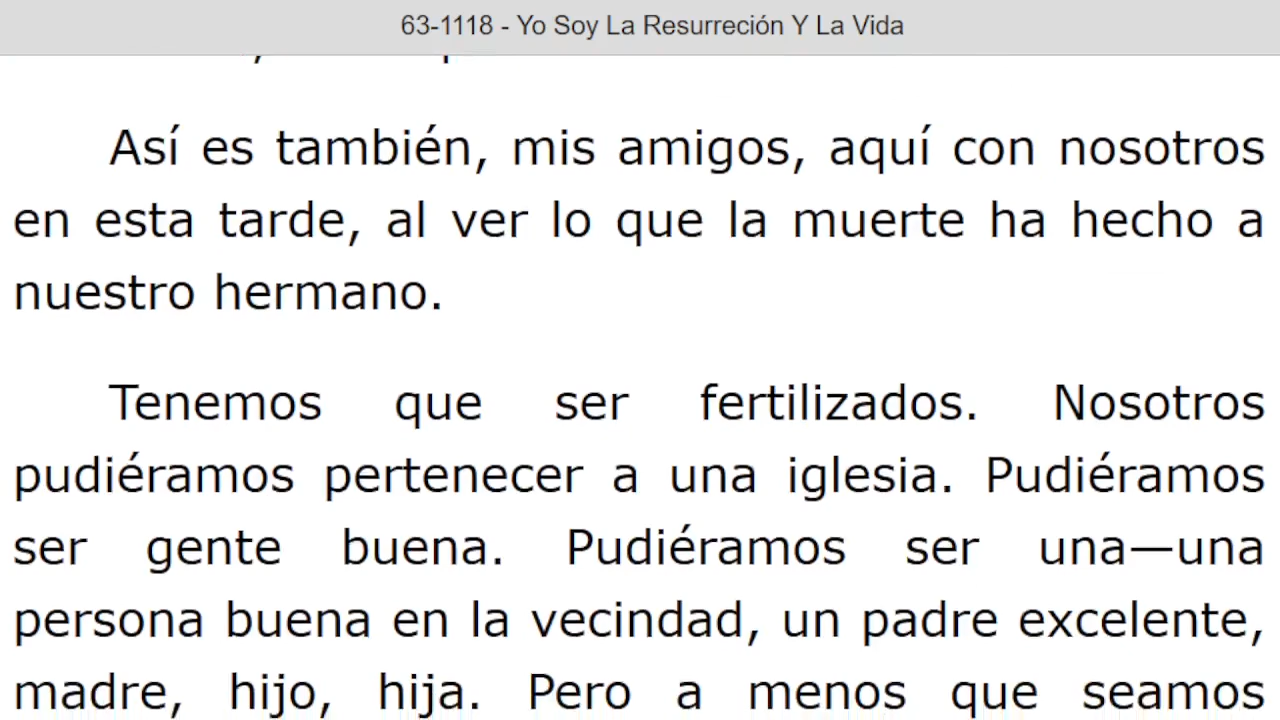 63-1118 - Yo Soy La Resurreción Y La Vida
Así es también, mis amigos, aquí con nosotros
en esta tarde, al ver lo que la muerte ha hecho a
nuestro hermano.
Tenemos que ser fertilizados. Nosotros
pudiéramos pertenecer a una iglesia. Pudiéramos
ser gente buena. Pudiéramos ser una—una
persona buena en la vecindad, un padre excelente,
madre, hijo, hija. Pero a menos que seamos